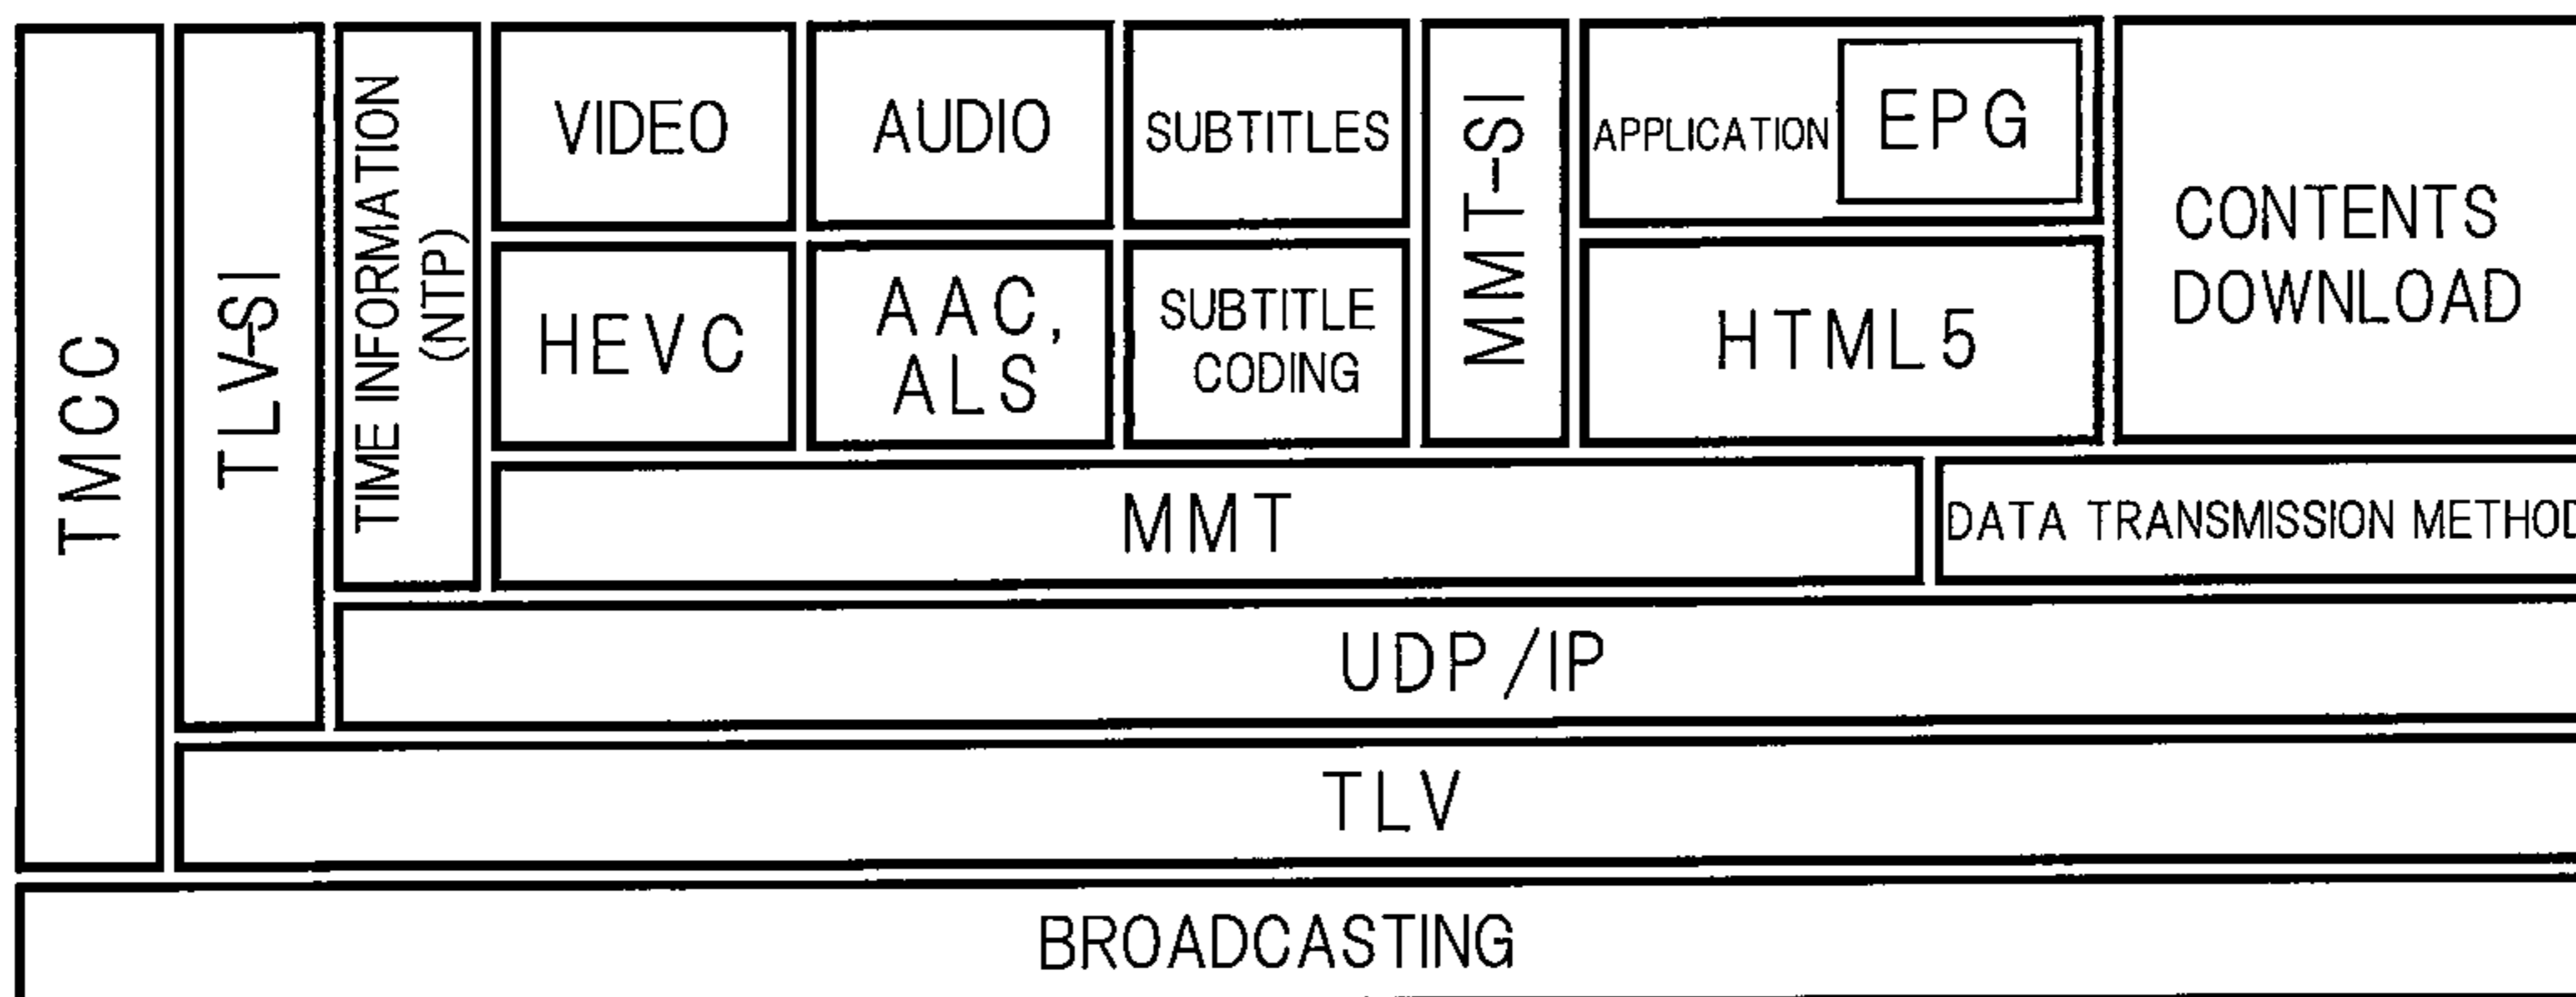 TMCC
TLV-SI
TIME INFORMATION
(NTP)
VIDEO
AUDIO
SUBTITLES
MMT-SI
APPLICATION
EPG
CONTENTS
DOWNLOAD
HEVC
AAC,
ALS
SUBTITLE
CODING
HTML5
MMT
DATA TRANSMISSION METHOD
UDP/IP
TLV
BROADCASTING